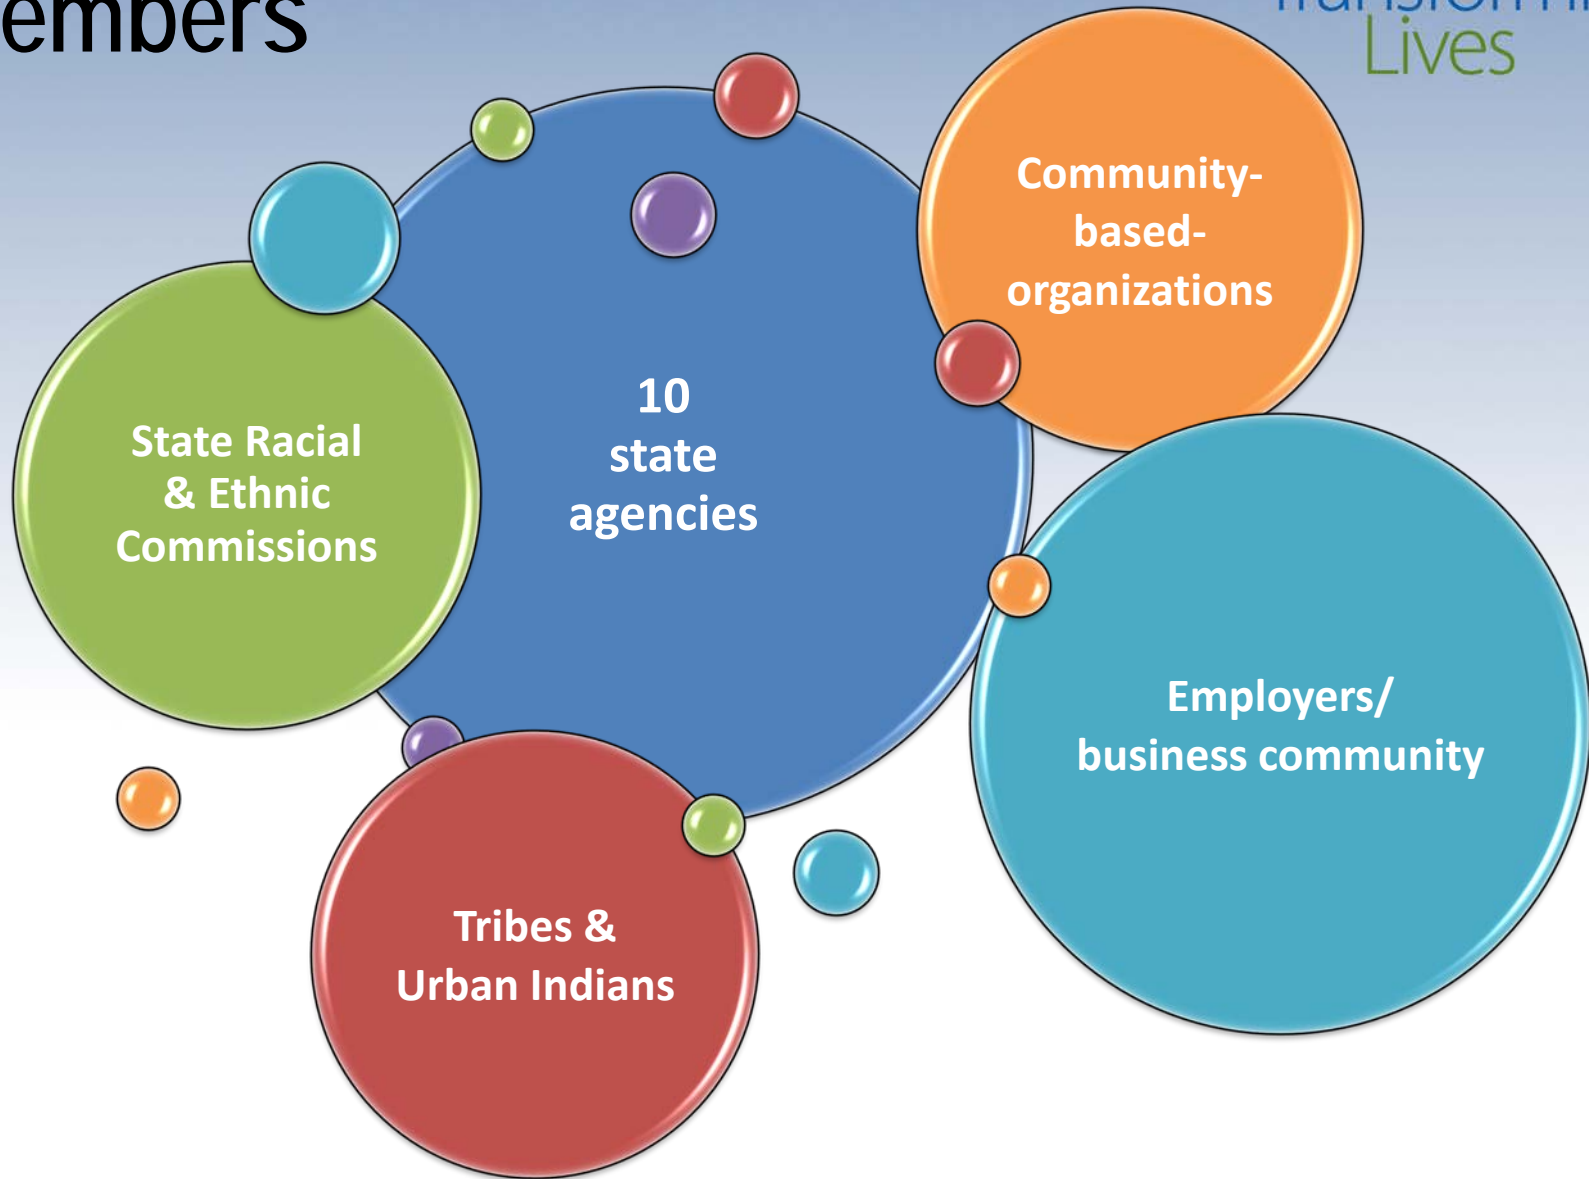 embers
Lives
Community-
based-
organizations
10
state
agencies
State Racial
& Ethnic
Commissions
Employers/
business community
Tribes &
Urban Indians